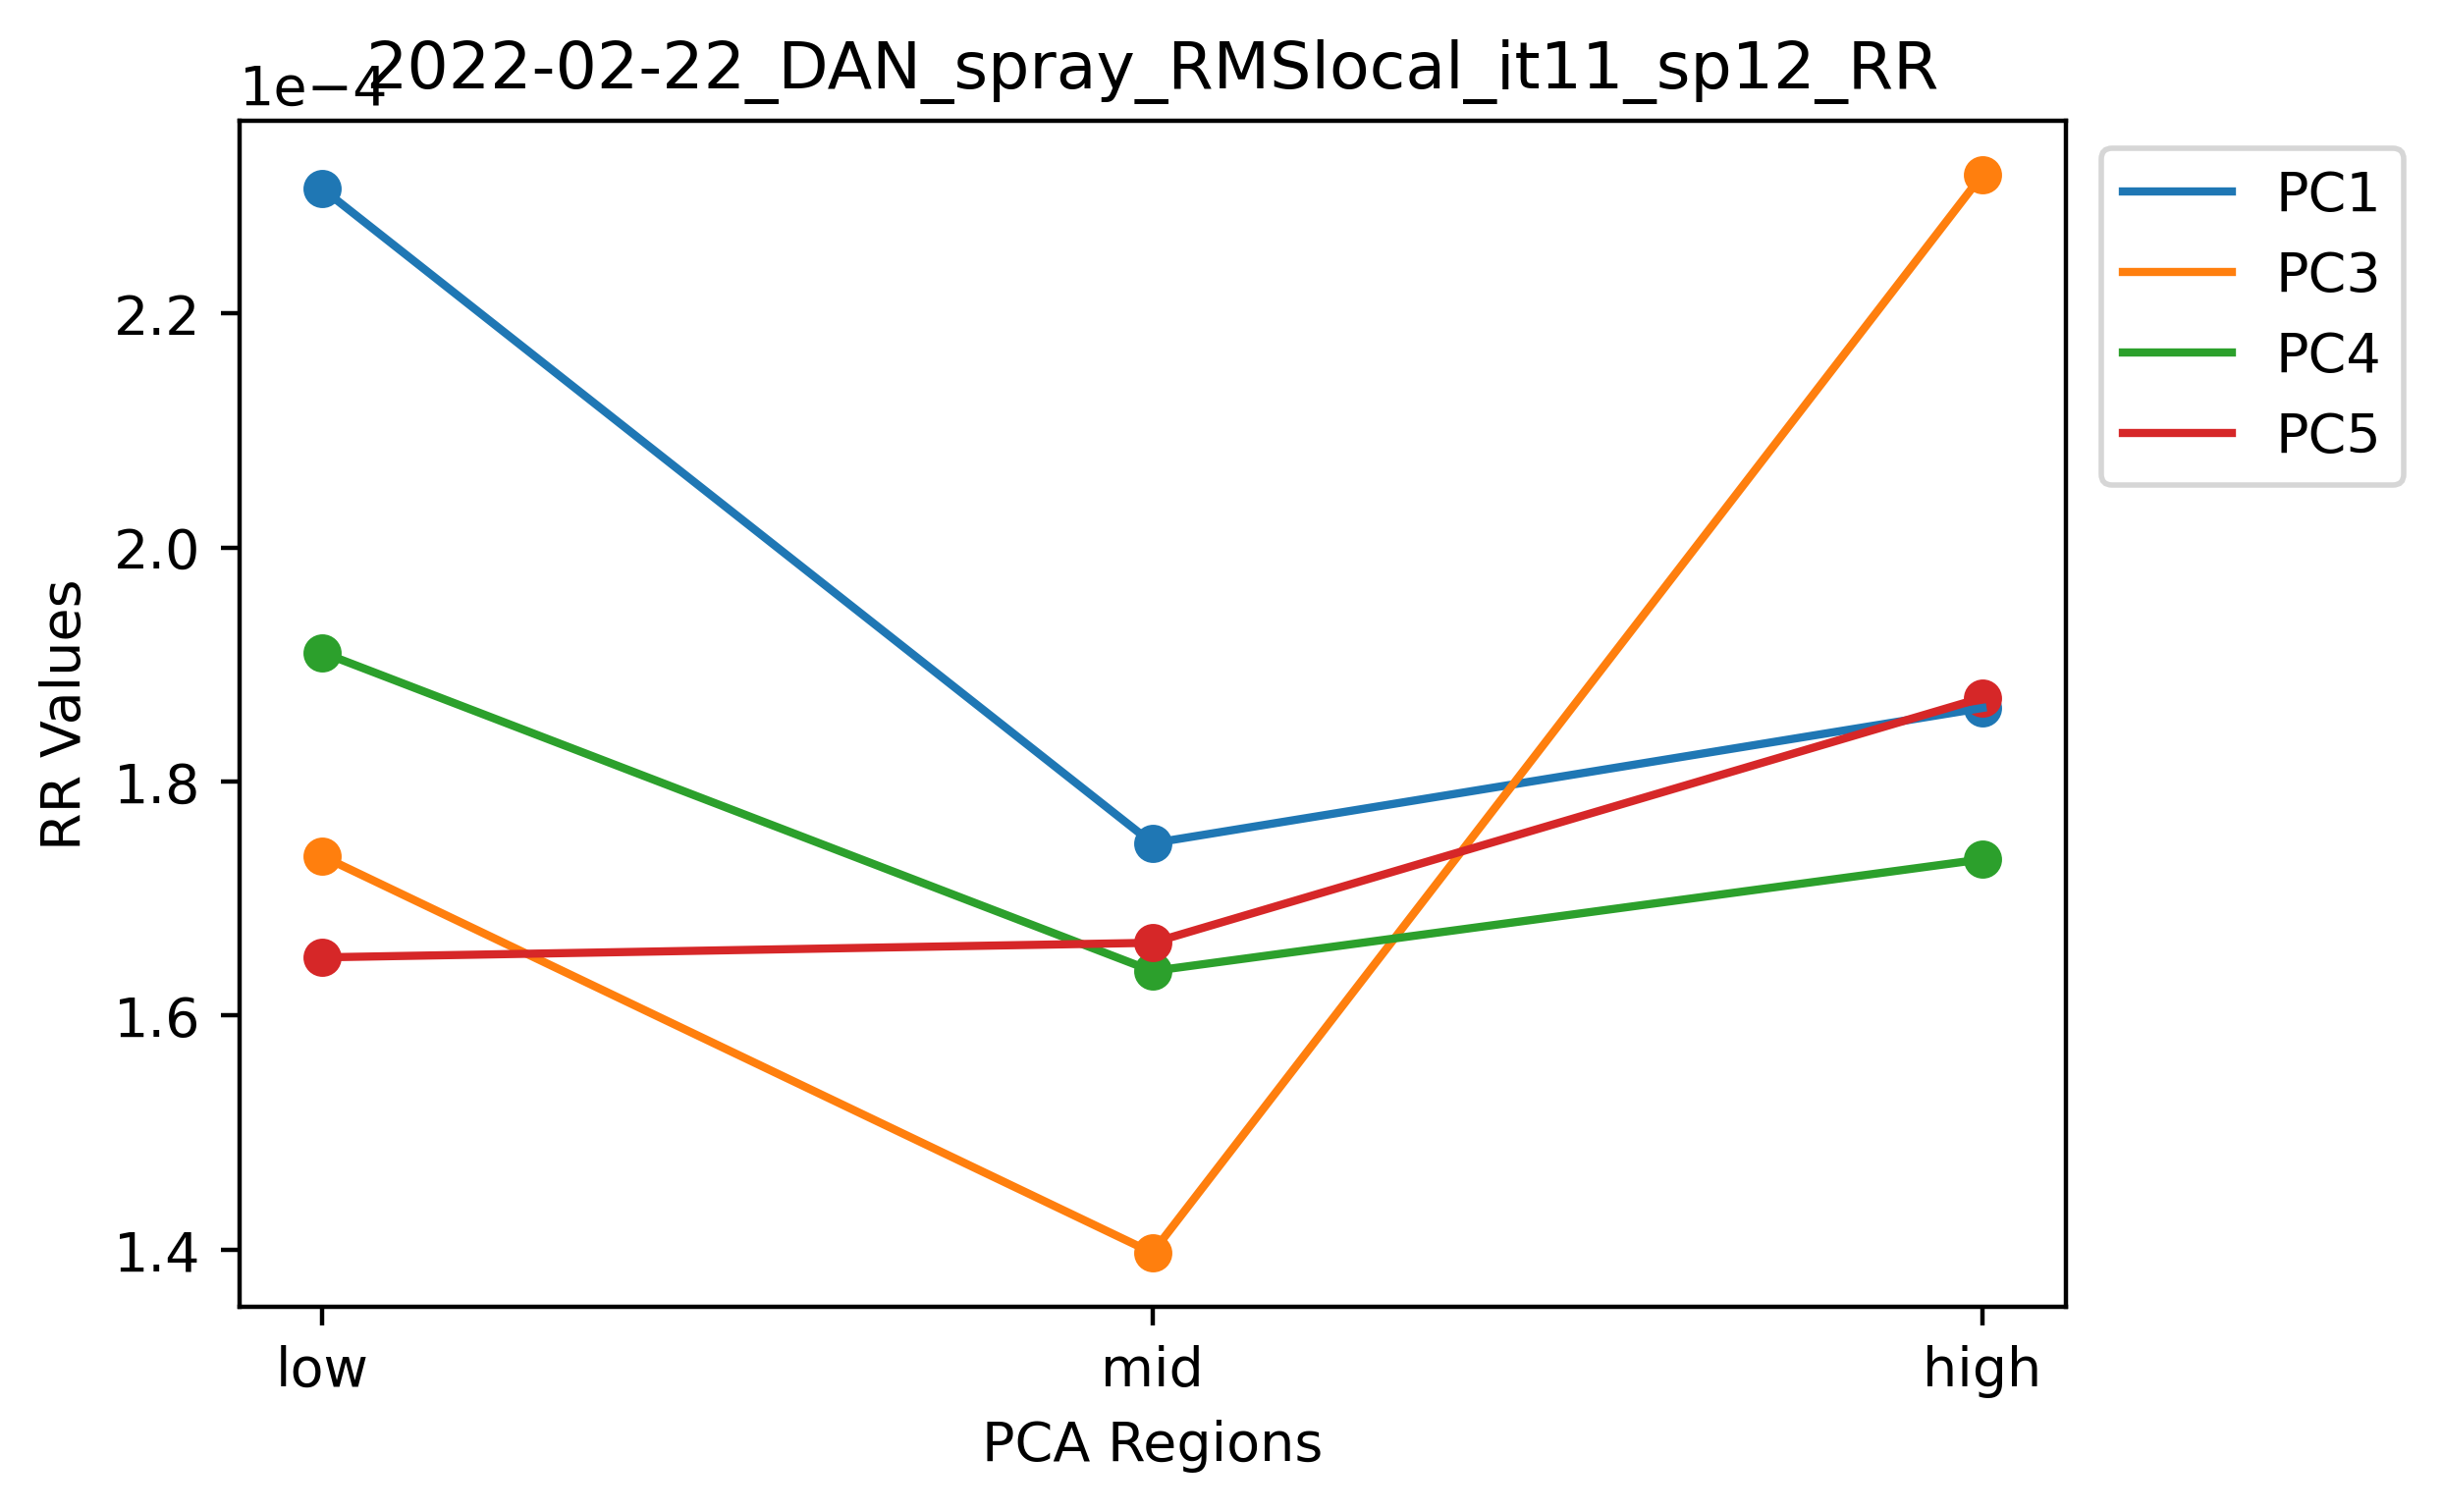 1e−4
2022-02-22_DAN_spray_RMSlocal_it11_sp12_RR
PC1
PC3
PC4
PC5
RR Values
2.2
2.0
1.8
1.6
1.4
low mid high
PCA Regions